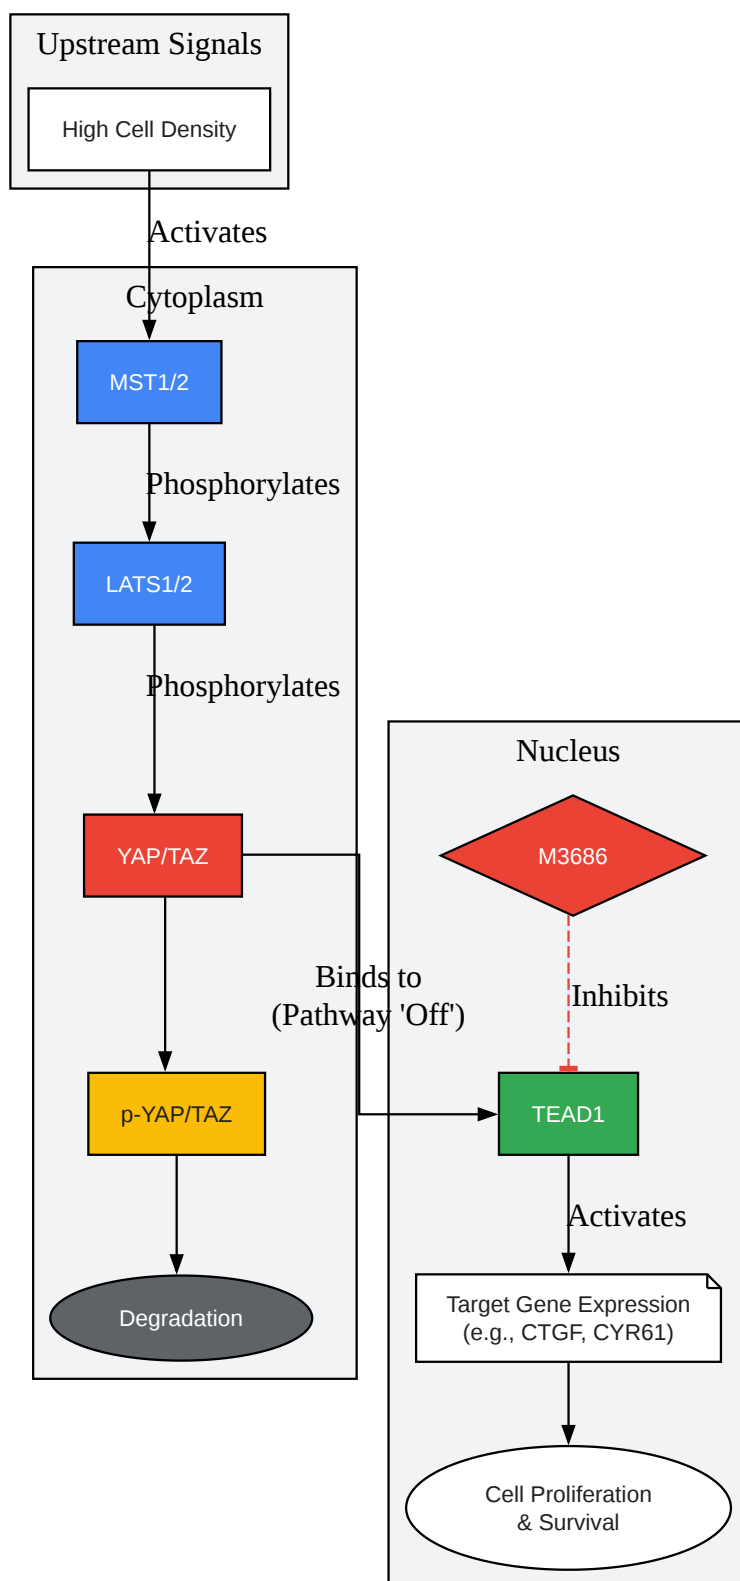 Upstream Signals
High Cell Density
Activates
Cytoplasm
MST1/2
Phosphorylates
LATS1/2
Phosphorylates
YAP/TAZ
p-YAP/TAZ
Degradation
Binds to
(Pathway 'Off')
Nucleus
M3686
Inhibits
TEAD1
Activates
Target Gene Expression
(e.g., CTGF, CYR61)
Cell Proliferation
& Survival